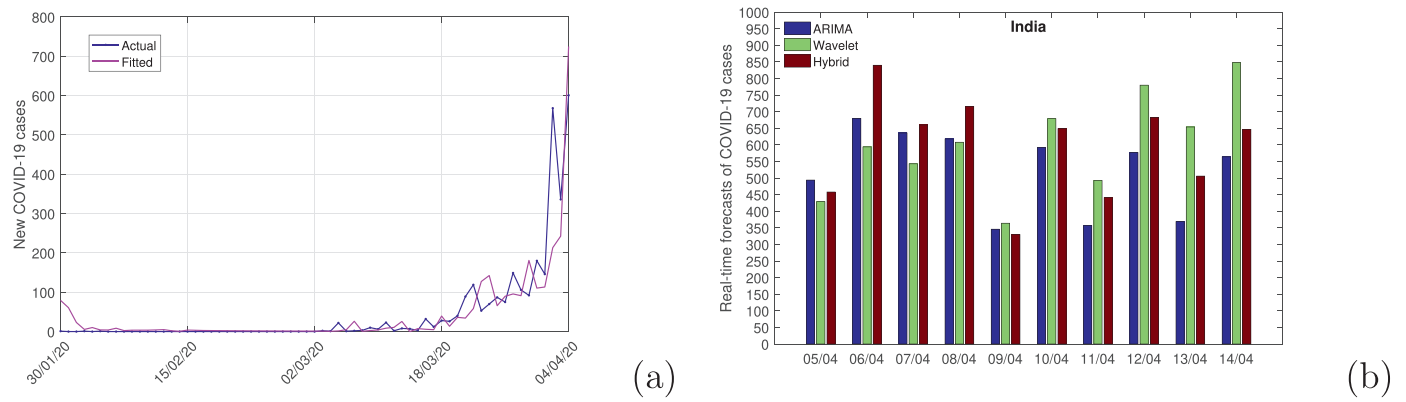 800
700
600
500
400
300
200
100
0
New COVID-19 cases
Actual
Fitted
30/01/20 15/02/20 02/03/20 18/03/20 04/04/20
(a)
1000
950
900
850
800
750
700
650
600
550
500
450
400
350
300
250
200
150
100
50
0
Real-time forecasts of COVID-19 cases
India
ARIMA
Wavelet
Hybrid
05/04 06/04 07/04 08/04 09/04 10/04 11/04 12/04 13/04 14/04
(b)